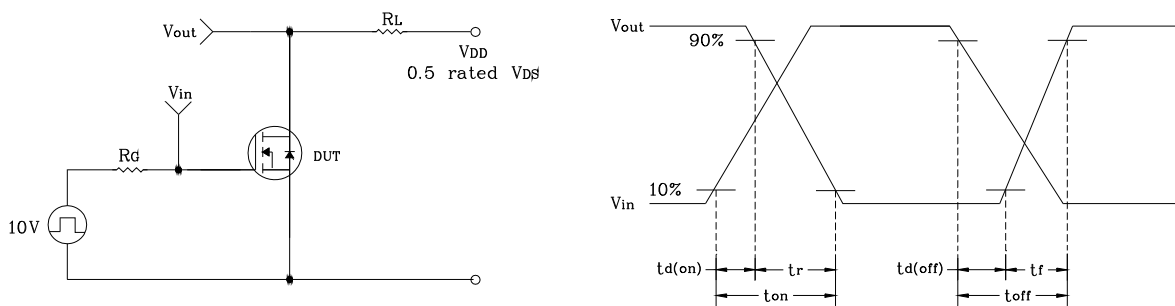 Vout
RL
VDD
0.5 rated VDS
Vin
RG
DUT
10V
Vout
90%
10%
Vin
td(on)
tr
td(off)
tf
ton
toff